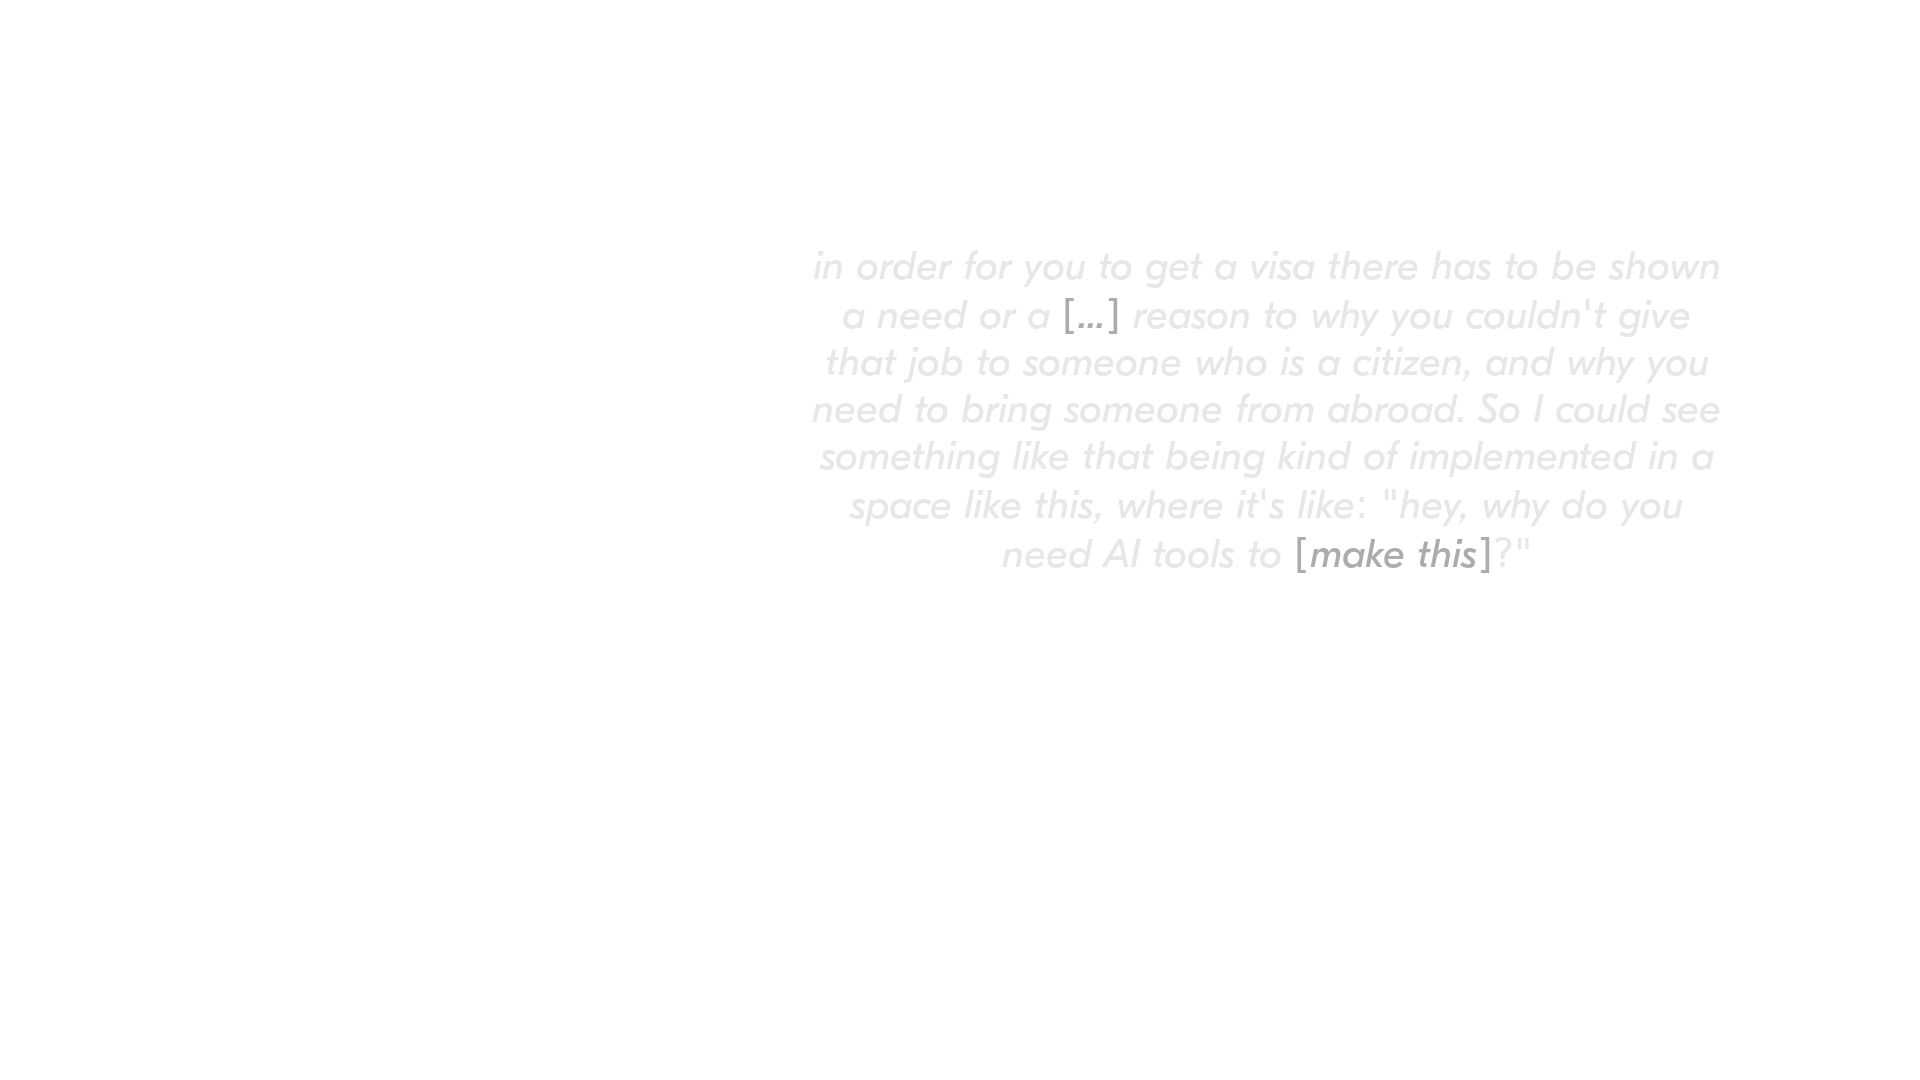 in order for you to get a visa there has to be shown
a need or a [...] reason to why you couldn't give
that job to someone who is a citizen, and why you
need to bring someone from abroad. So I could see
something like that being kind of implemented in a
space like this, where it's like: "hey, why do you
need AI tools to [make this]?"